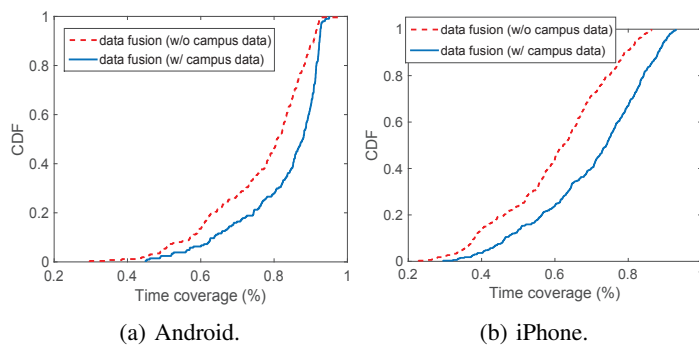 data fusion (w/o campus data)
data fusion (w/ campus data)
CDF
1
0.8
0.6
0.4
0.2
0
0.2 0.4 0.6 0.8 1
Time coverage (%)
(a) Android.
data fusion (w/o campus data)
data fusion (w/ campus data)
CDF
1
0.8
0.6
0.4
0.2
0
0.2 0.4 0.6 0.8 1
Time coverage (%)
(b) iPhone.